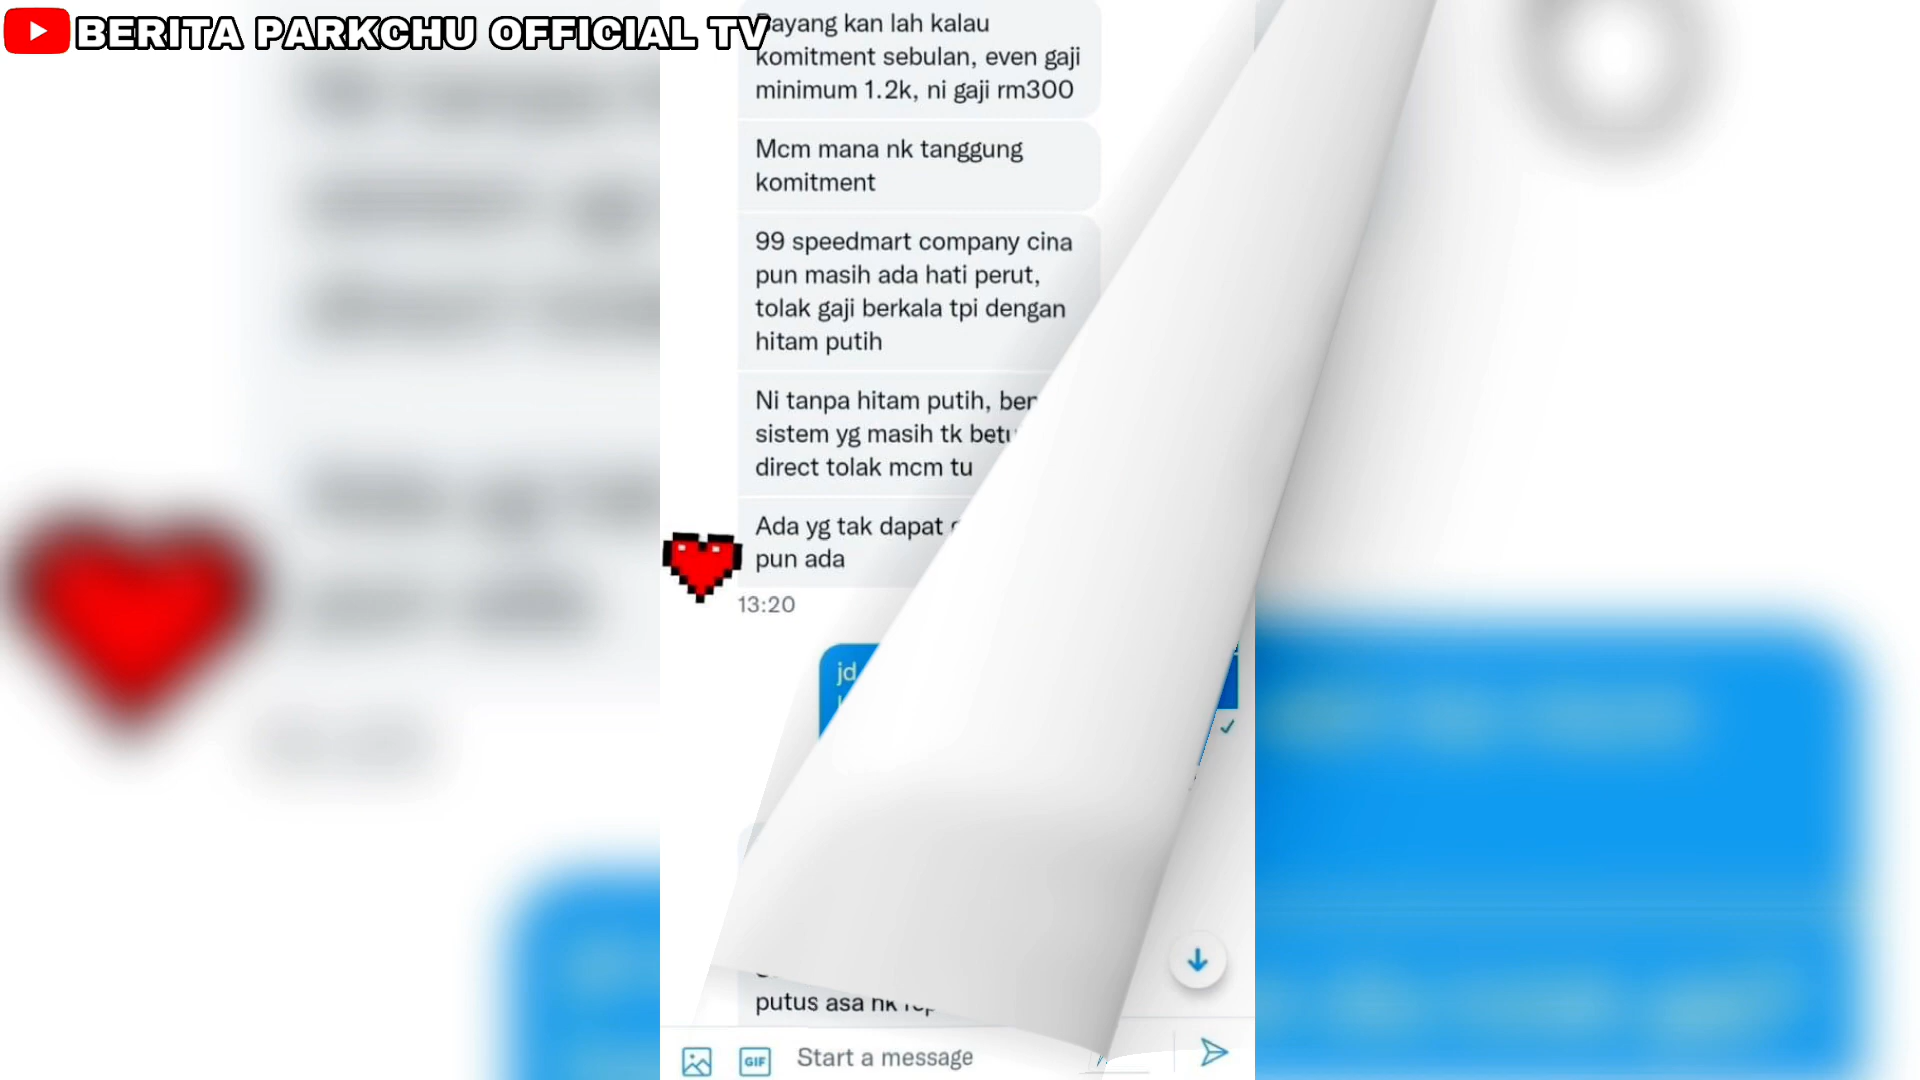 BERITA PARKCHU OFFICIAL TV
Bayang kan lah kalau
komitment sebulan, even gaji
minimum 1.2k, ni gaji rm300
Mcm mana nk tanggung
komitment
99 speedmart company cina
pun masih ada hati perut,
tolak gaji berkala tpi dengan
hitam putih
Ni tanpa hitam putih,
sistem yg masih tk
direct tolak mcm tu
Ada yg tak dapat
pun ada
13:20
jd
putus asa nk
GIF
Start a message